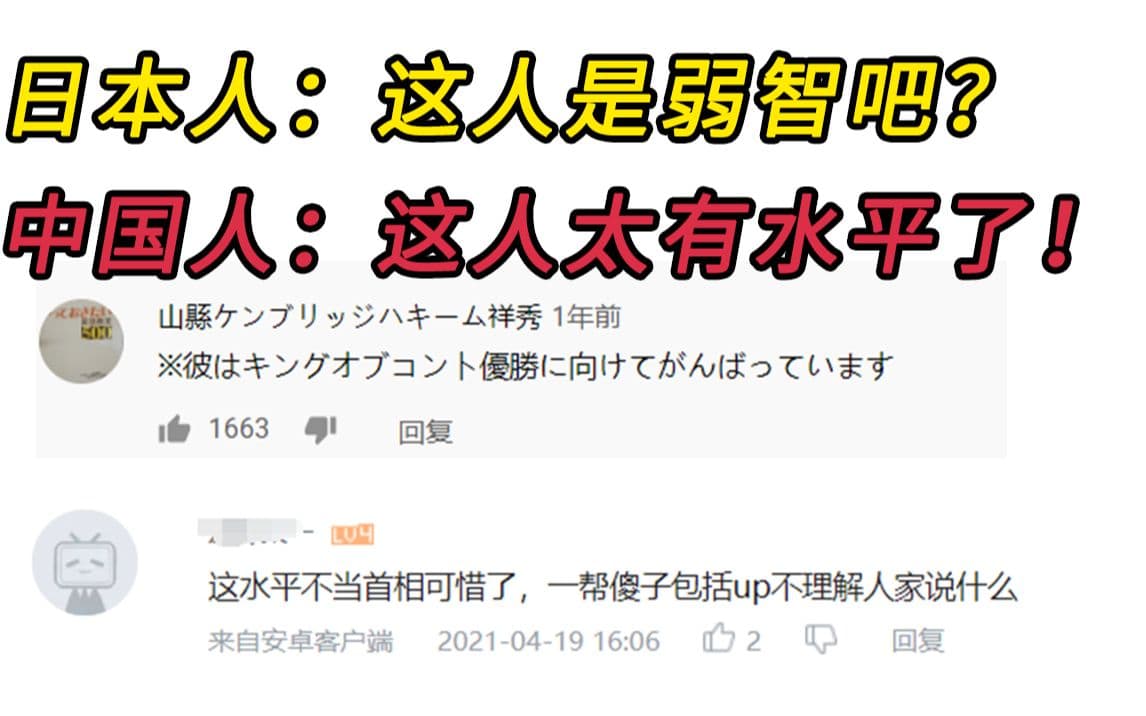 日本人：这人是弱智吧？
中国人：这人太有水平了！
山縣ケンブリッジハキーム祥秀 1年前
※彼はキングオブコント優勝に向けてがんばっています
1663 回复
LV4
这水平不当首相可惜了，一帮傻子包括up不理解人家说什么
来自安卓客户端 2021-04-19 16:06 2 回复